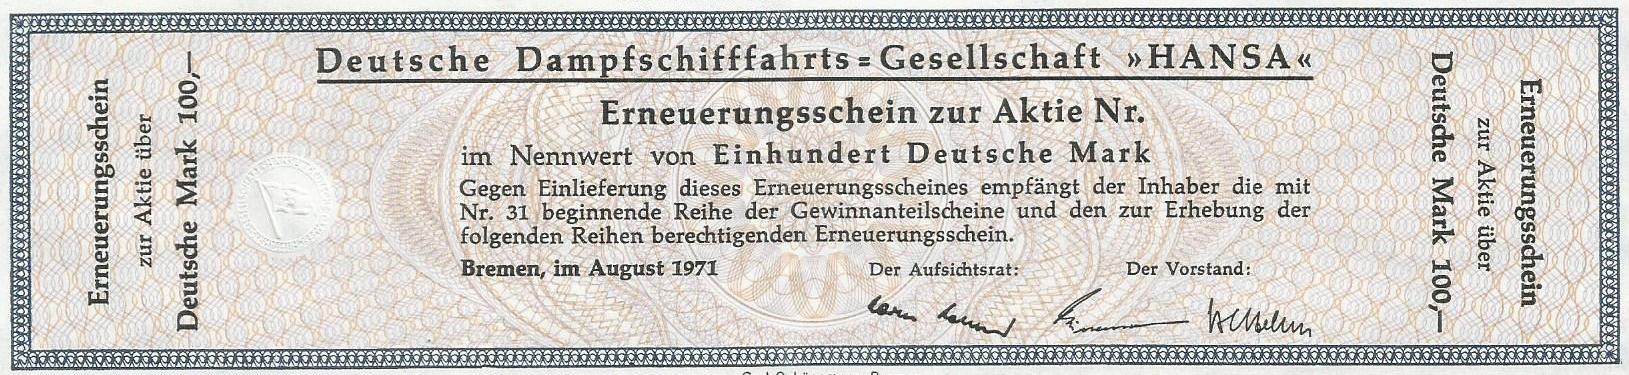 Erneuerungsschein
zur Aktie über
Deutsche Mark 100,—
Deutsche Dampfschifffahrts=Gesellschaft »HANSA«
Erneuerungsschein zur Aktie Nr.
im Nennwert von Einhundert Deutsche Mark
Gegen Einlieferung dieses Erneuerungsscheines empfängt der Inhaber die mit
Nr. 31 beginnende Reihe der Gewinnanteilscheine und den zur Erhebung der
folgenden Reihen berechtigenden Erneuerungsschein.
Bremen, im August 1971 Der Aufsichtsrat: Der Vorstand:
Erneuerungsschein
zur Aktie über
Deutsche Mark 100,—